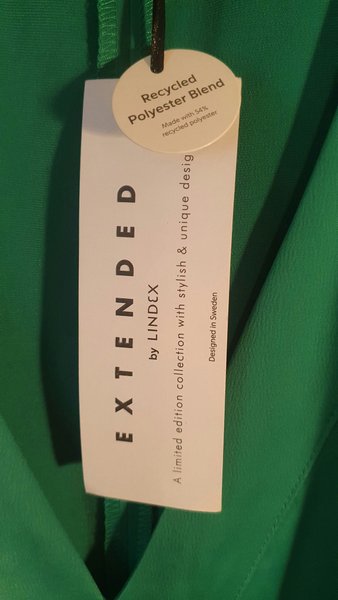 Recycled
Polyester Blend
Made with 54%
recycled polyester
EXTENDED
by LINDEX
A limited edition collection with stylish & unique desig
Designed in Sweden